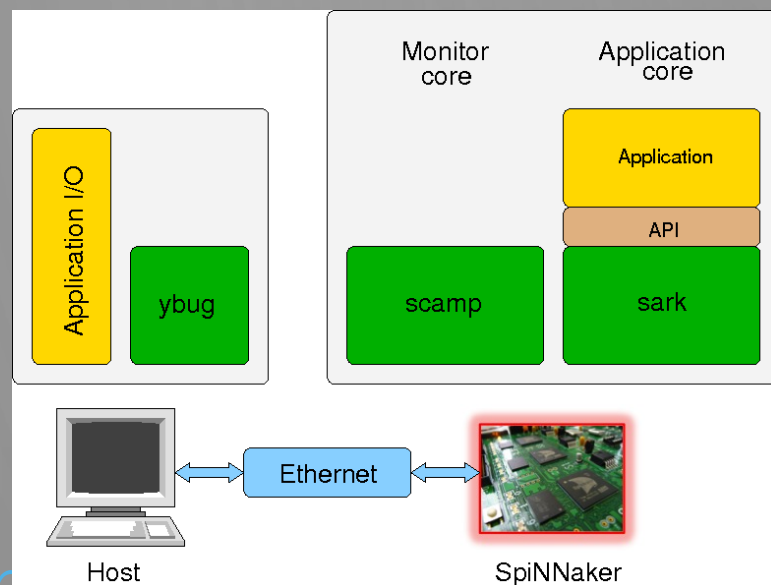 Monitor
core
Application
core
Application I/O
ybug
scamp
Application
API
sark
Ethernet
Host
SpiNNaker